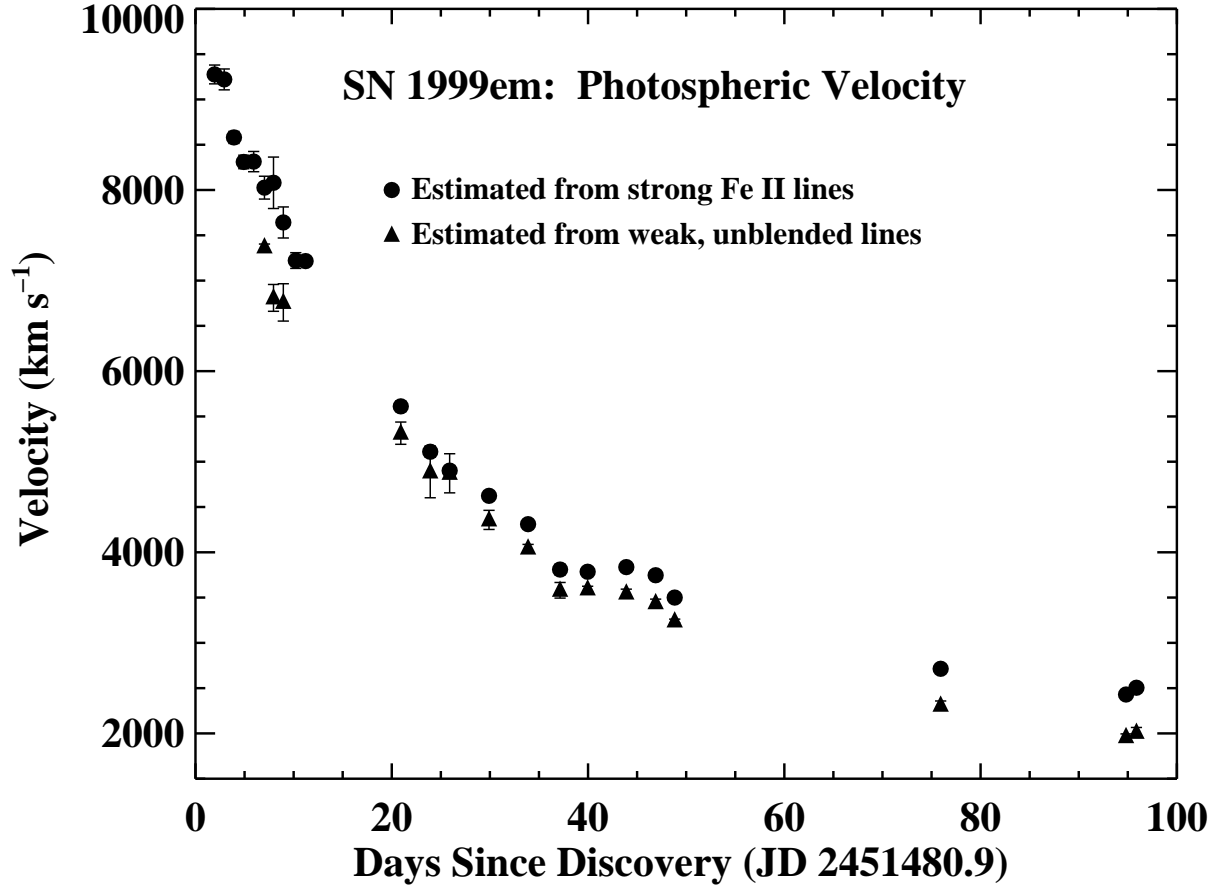 10000
8000
6000
4000
2000
Velocity (km s⁻¹)
SN 1999em: Photospheric Velocity
Estimated from strong Fe II lines
Estimated from weak, unblended lines
0 20 40 60 80 100
Days Since Discovery (JD 2451480.9)